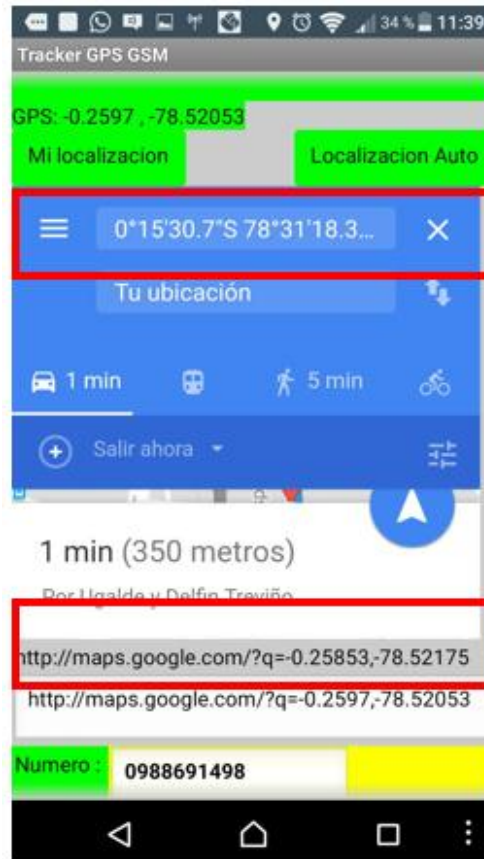 34 % 11:39
Tracker GPS GSM
GPS: -0.2597 , -78.52053
Mi localizacion Localizacion Auto
0°15'30.7"S 78°31'18.3...
Tu ubicación
1 min 5 min
Salir ahora
1 min (350 metros)
Por Ugalde y Delfin Treviño
http://maps.google.com/?q=-0.25853,-78.52175
http://maps.google.com/?q=-0.2597,-78.52053
Numero : 0988691498